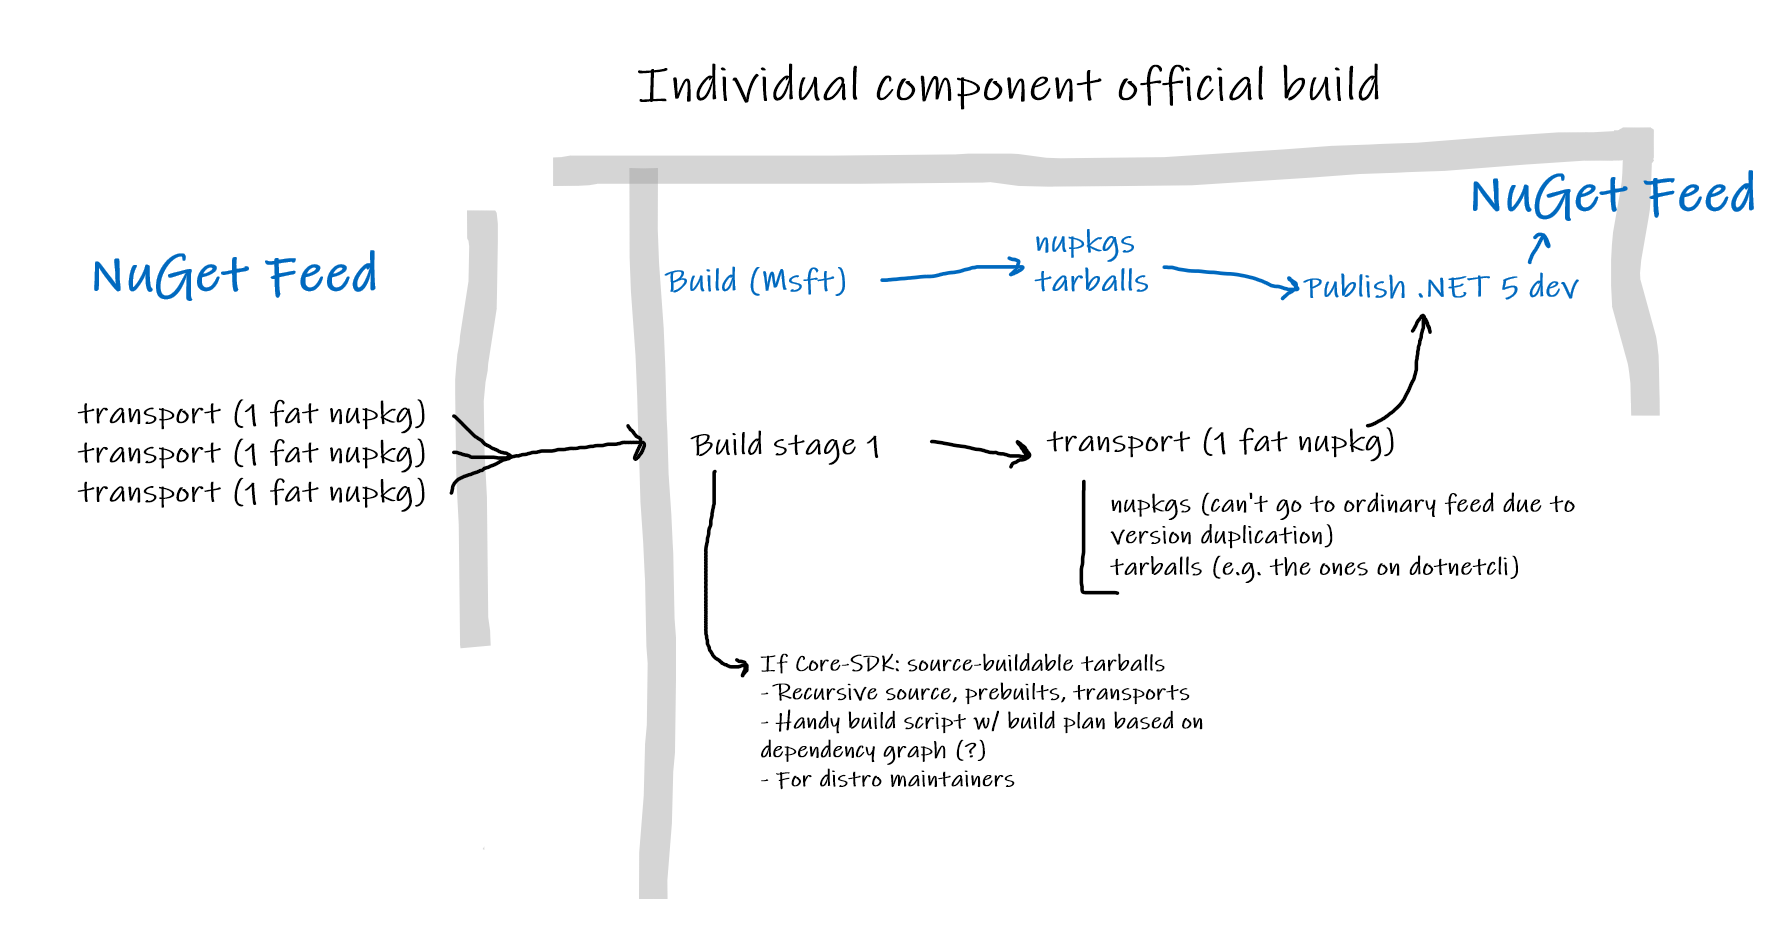 Individual component official build
NuGet Feed
NuGet Feed
Build (Msft)
nupkgs
tarballs
Publish .NET 5 dev
transport (1 fat nupkg)
transport (1 fat nupkg)
transport (1 fat nupkg)
Build stage 1
transport (1 fat nupkg)
nupkgs (can't go to ordinary feed due to
version duplication)
tarballs (e.g. the ones on dotnetcli)
If Core-SDK: source-buildable tarballs
- Recursive source, prebuilts, transports
- Handy build script w/ build plan based on
dependency graph (?)
- For distro maintainers